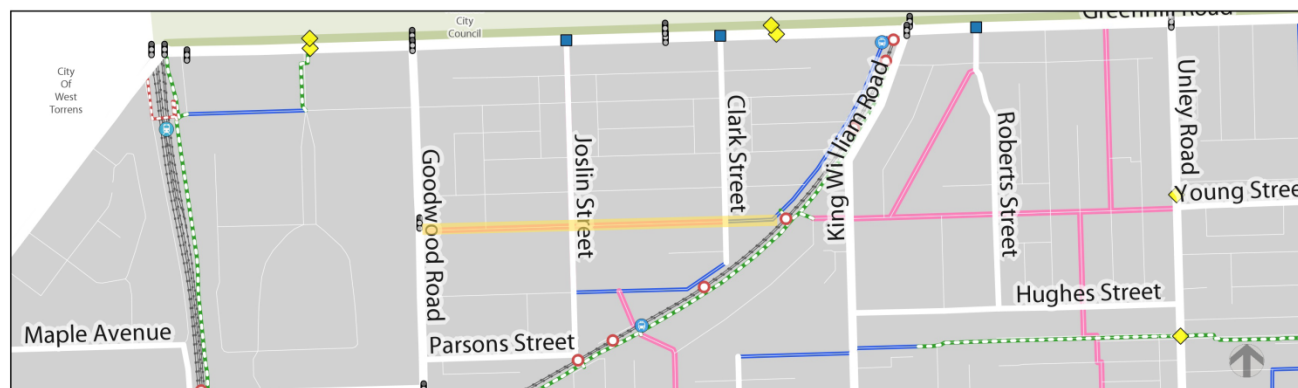 City
Council
Greenhill Road
City
Of
West
Torrens
Goodwood Road
Joslin Street
Clark Street
King William Road
Roberts Street
Unley Road
Young Stree
Hughes Street
Maple Avenue
Parsons Street